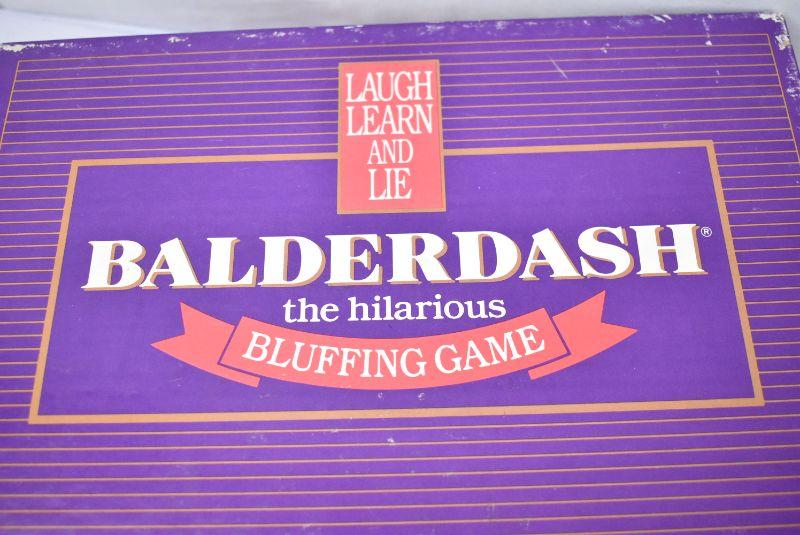 LAUGH
LEARN
AND
LIE
BALDERDASH®
the hilarious
BLUFFING GAME